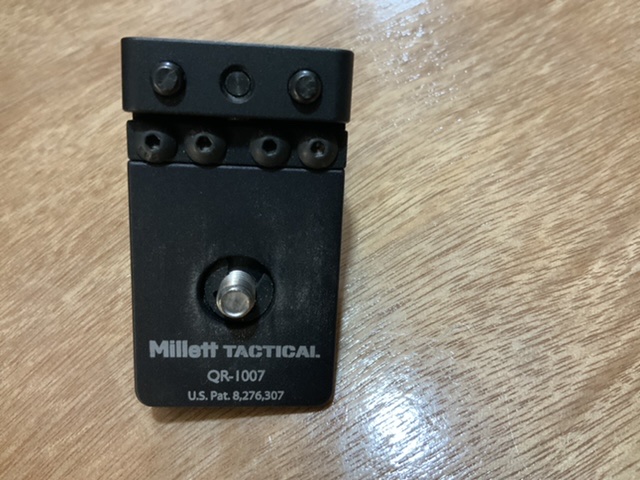 Millett TACTICAL
QR-1007
U.S. Pat. 8,276,307